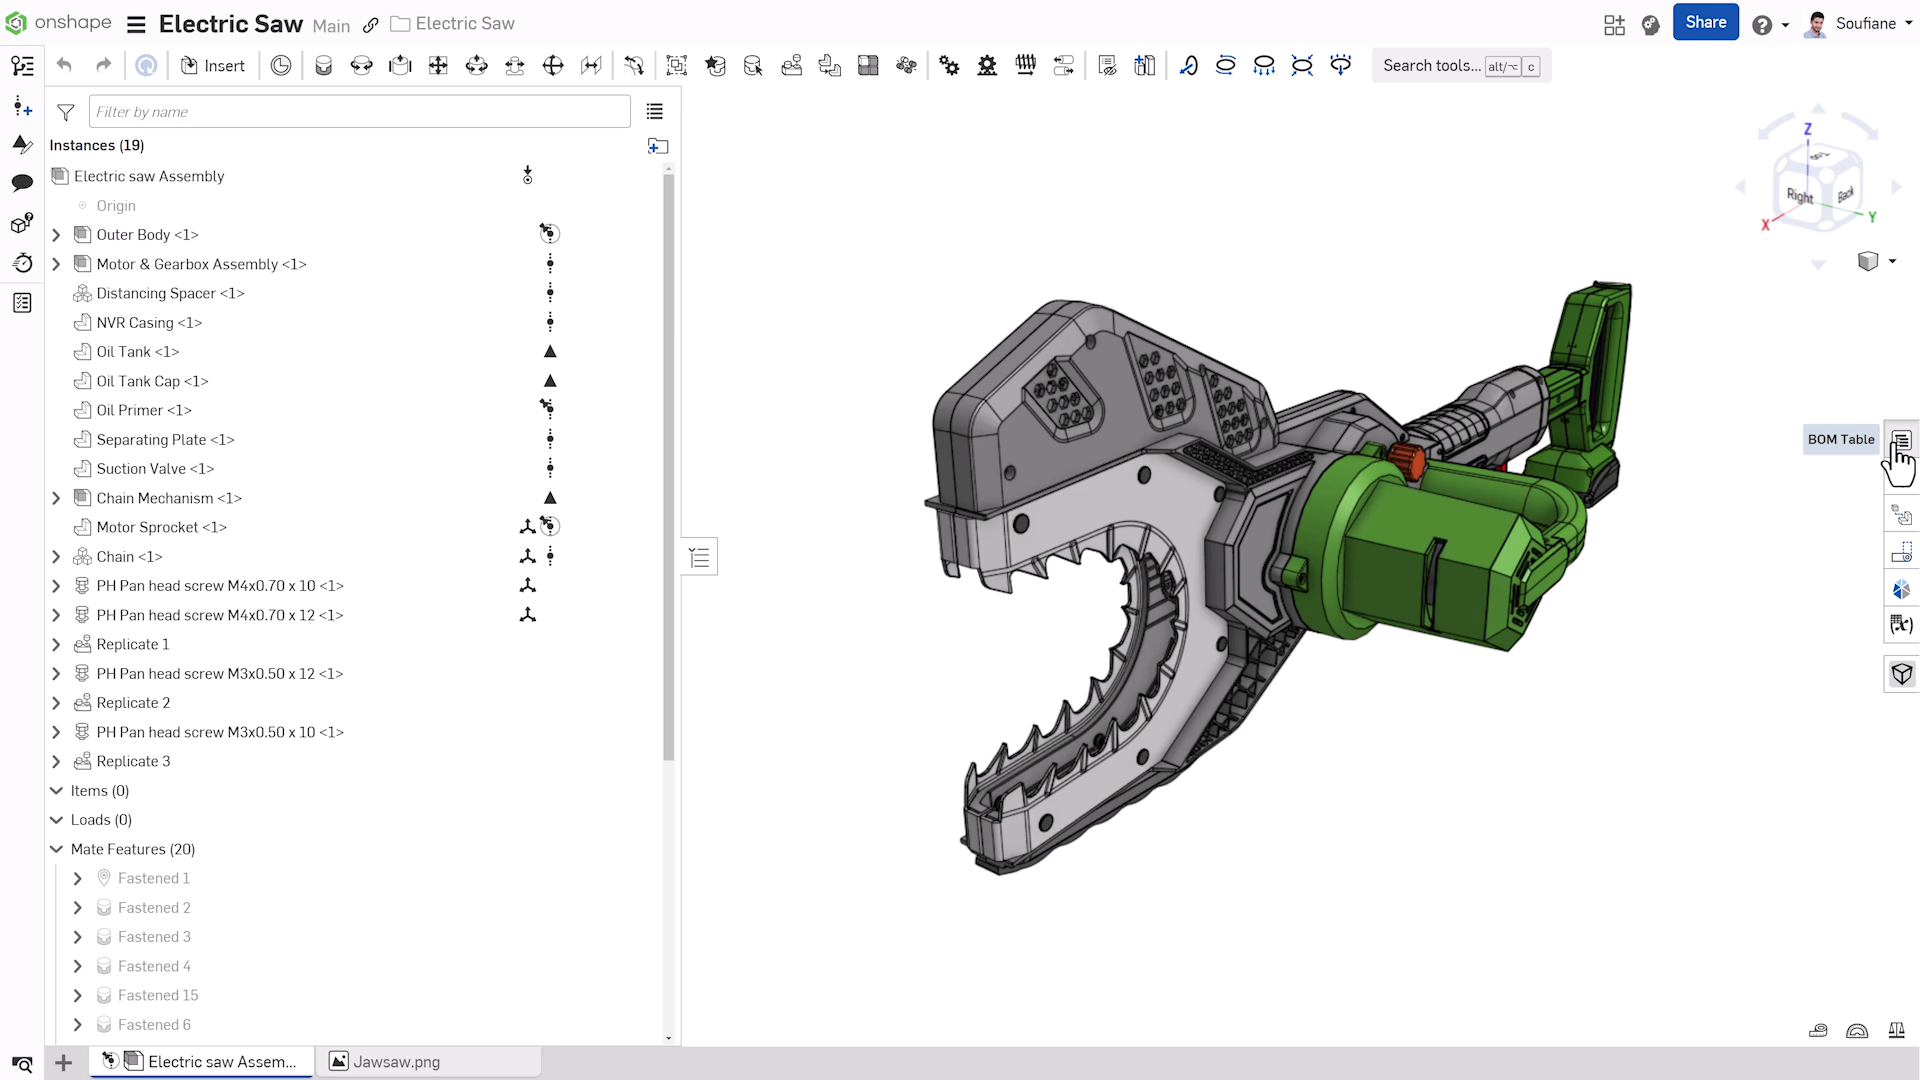 onshape Electric Saw Main Electric Saw Share Soufiane
Insert Search tools... alt/⌥ c
Filter by name
Instances (19)
Electric saw Assembly
Origin
Outer Body <1>
Motor & Gearbox Assembly <1>
Distancing Spacer <1>
NVR Casing <1>
Oil Tank <1>
Oil Tank Cap <1>
Oil Primer <1>
Separating Plate <1>
Suction Valve <1>
Chain Mechanism <1>
Motor Sprocket <1>
Chain <1>
PH Pan head screw M4x0.70 x 10 <1>
PH Pan head screw M4x0.70 x 12 <1>
Replicate 1
PH Pan head screw M3x0.50 x 12 <1>
Replicate 2
PH Pan head screw M3x0.50 x 10 <1>
Replicate 3
Items (0)
Loads (0)
Mate Features (20)
Fastened 1
Fastened 2
Fastened 3
Fastened 4
Fastened 15
Fastened 6
Z
Top
Right
Back
X
Y
BOM Table
(x)
Electric saw Assem... Jawsaw.png